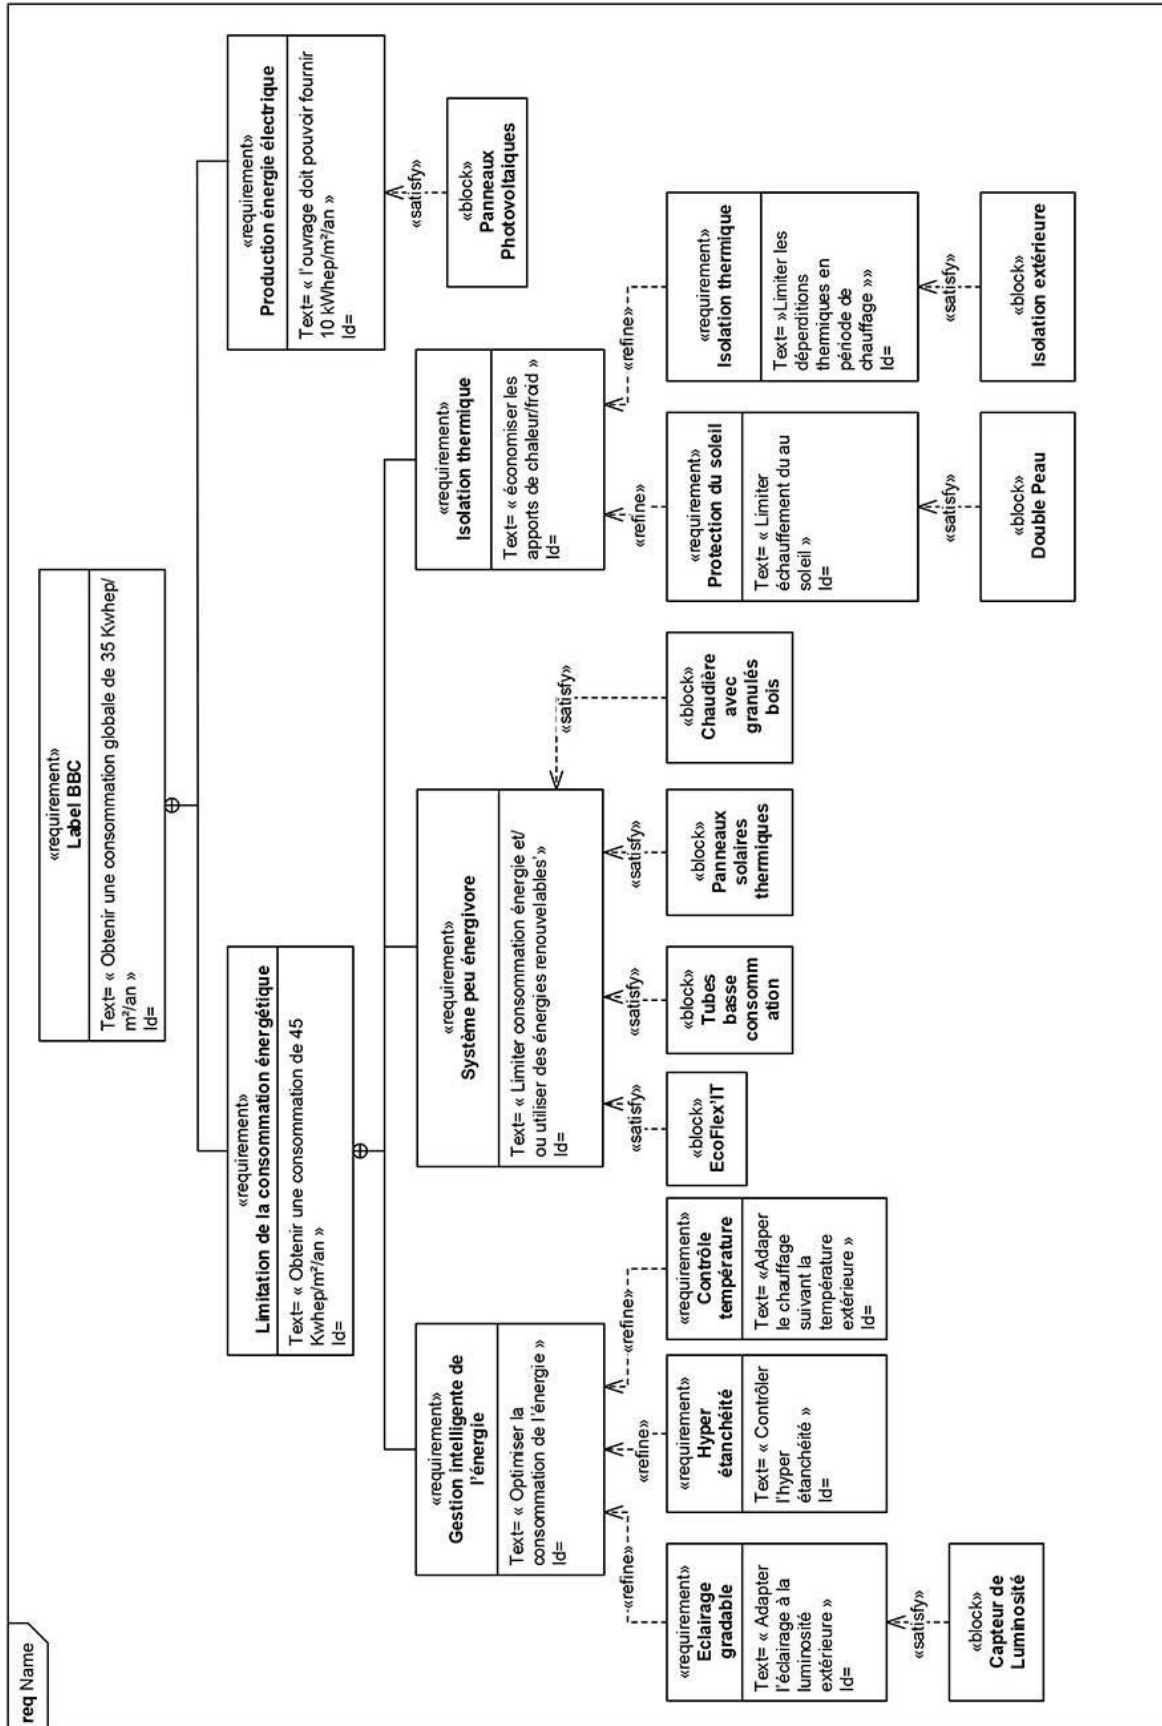 req Name
«requirement»
Label BBC
Text= « Obtenir une consommation globale de 35 Kwhep/
m²/an »
Id=
«requirement»
Limitation de la consommation énergétique
Text= « Obtenir une consommation de 45
Kwhep/m²/an »
Id=
«requirement»
Production énergie électrique
Text= « l'ouvrage doit pouvoir fournir
10 kWhep/m²/an »
Id=
«satisfy»
«block»
Panneaux
Photovoltaiques
«requirement»
Gestion intelligente de
l'énergie
Text= « Optimiser la
consommation de l'énergie »
Id=
«requirement»
Système peu énergivore
Text= « Limiter consommation énergie et/
ou utiliser des énergies renouvelables'»
Id=
«requirement»
Isolation thermique
Text= « économiser les
apports de chaleur/froid »
Id=
«refine»
«refine»
«refine»
«satisfy»
«satisfy»
«satisfy»
«satisfy»
«refine»
«refine»
«requirement»
Eclairage
gradable
Text= « Adapter
l'éclairage à la
luminosité
extérieure »
Id=
«requirement»
Hyper
étanchéité
Text= « Contrôler
l'hyper
étanchéité »
Id=
«requirement»
Contrôle
température
Text= «Adaper
le chauffage
suivant la
température
extérieure »
Id=
«block»
EcoFlex'IT
«block»
Tubes
basse
consomm
ation
«block»
Panneaux
solaires
thermiques
«block»
Chaudière
avec
granulés
bois
«requirement»
Protection du soleil
Text= « Limiter
échauffement du au
soleil »
Id=
«requirement»
Isolation thermique
Text= »Limiter les
déperditions
thermiques en
période de
chauffage »»
Id=
«satisfy»
«satisfy»
«satisfy»
«block»
Capteur de
Luminosité
«block»
Double Peau
«block»
Isolation extérieure